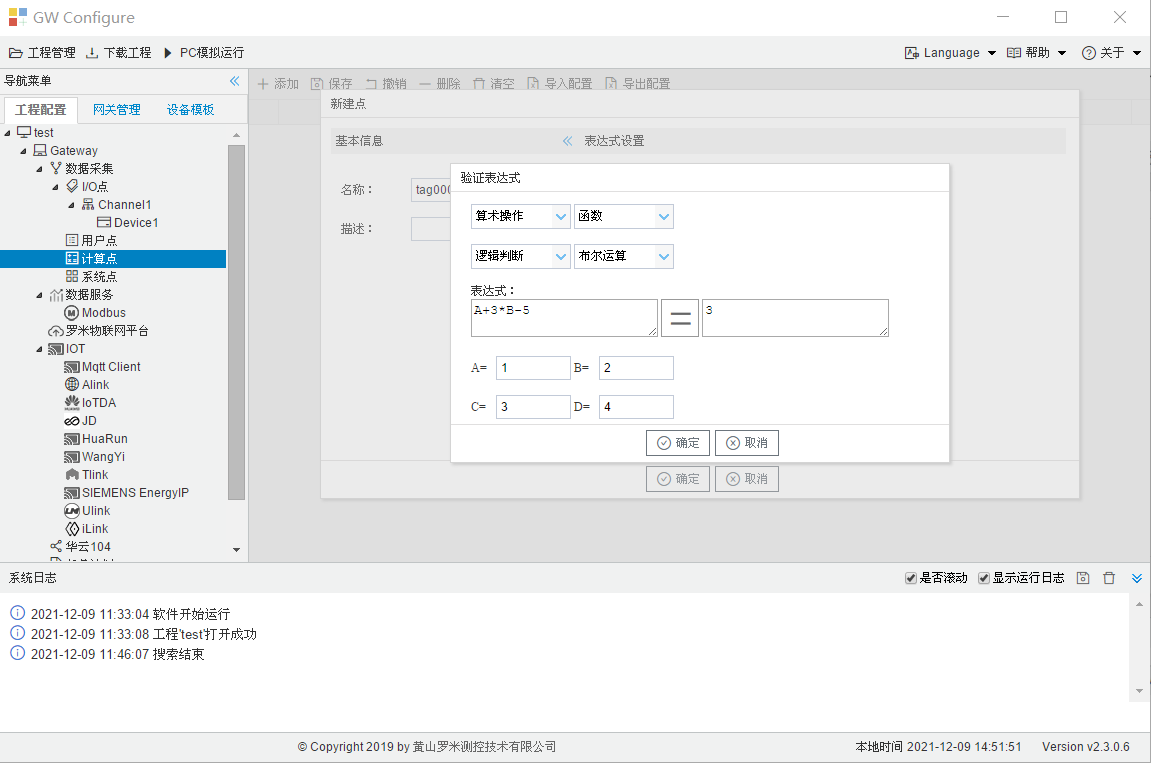 GW Configure
工程管理 下载工程 PC模拟运行 Language 帮助 关于
导航菜单
工程配置 网关管理 设备模板
test
Gateway
数据采集
I/O点
Channel1
Device1
用户点
计算点
系统点
数据服务
Modbus
罗米物联网平台
IOT
Mqtt Client
Alink
IoTDA
JD
HuaRun
WangYi
Tlink
SIEMENS EnergyIP
Ulink
iLink
华云104
添加 保存 撤销 删除 清空 导入配置 导出配置
新建点
基本信息 表达式设置
名称： tag000
描述：
验证表达式
算术操作 函数
逻辑判断 布尔运算
表达式：
A+3*B-5 = 3
A= 1 B= 2
C= 3 D= 4
确定 取消
确定 取消
系统日志 是否滚动 显示运行日志
2021-12-09 11:33:04 软件开始运行
2021-12-09 11:33:08 工程'test'打开成功
2021-12-09 11:46:07 搜索结束
© Copyright 2019 by 黄山罗米测控技术有限公司 本地时间 2021-12-09 14:51:51 Version v2.3.0.6